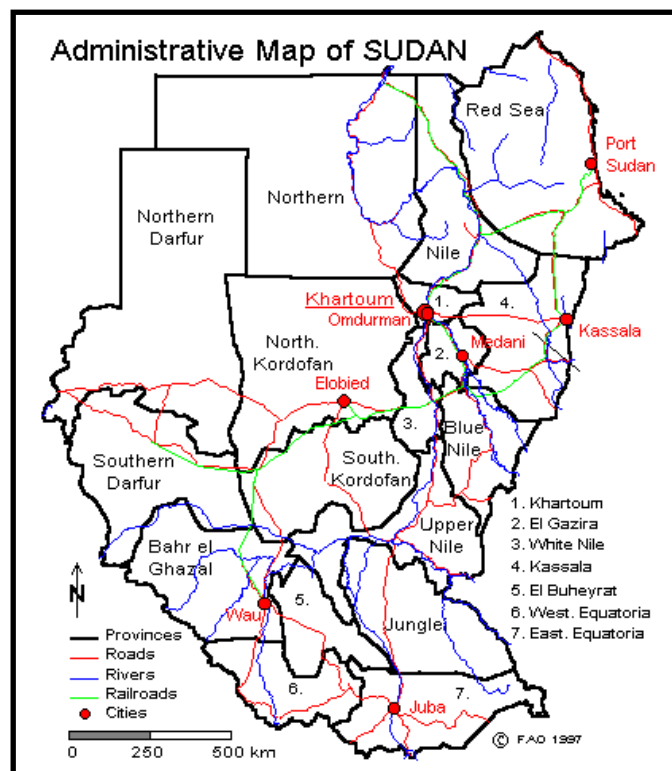 Administrative Map of SUDAN
Red Sea
Port
Sudan
Northern
Northern
Darfur
Nile
Khartoum
Omdurman
1.
4.
Kassala
North.
Kordofan
2.
Medani
Elobied
3.
Blue
Nile
Southern
Darfur
South.
Kordofan
Upper
Nile
Bahr el
Ghazal
1. Khartoum
2. El Gazira
3. White Nile
4. Kassala
5. El Buheyrat
6. West. Equatoria
7. East. Equatoria
N
Wau
5.
Junglei
Provinces
Roads
Rivers
Railroads
Cities
6.
7.
Juba
0 250 500 km
© FAO 1997